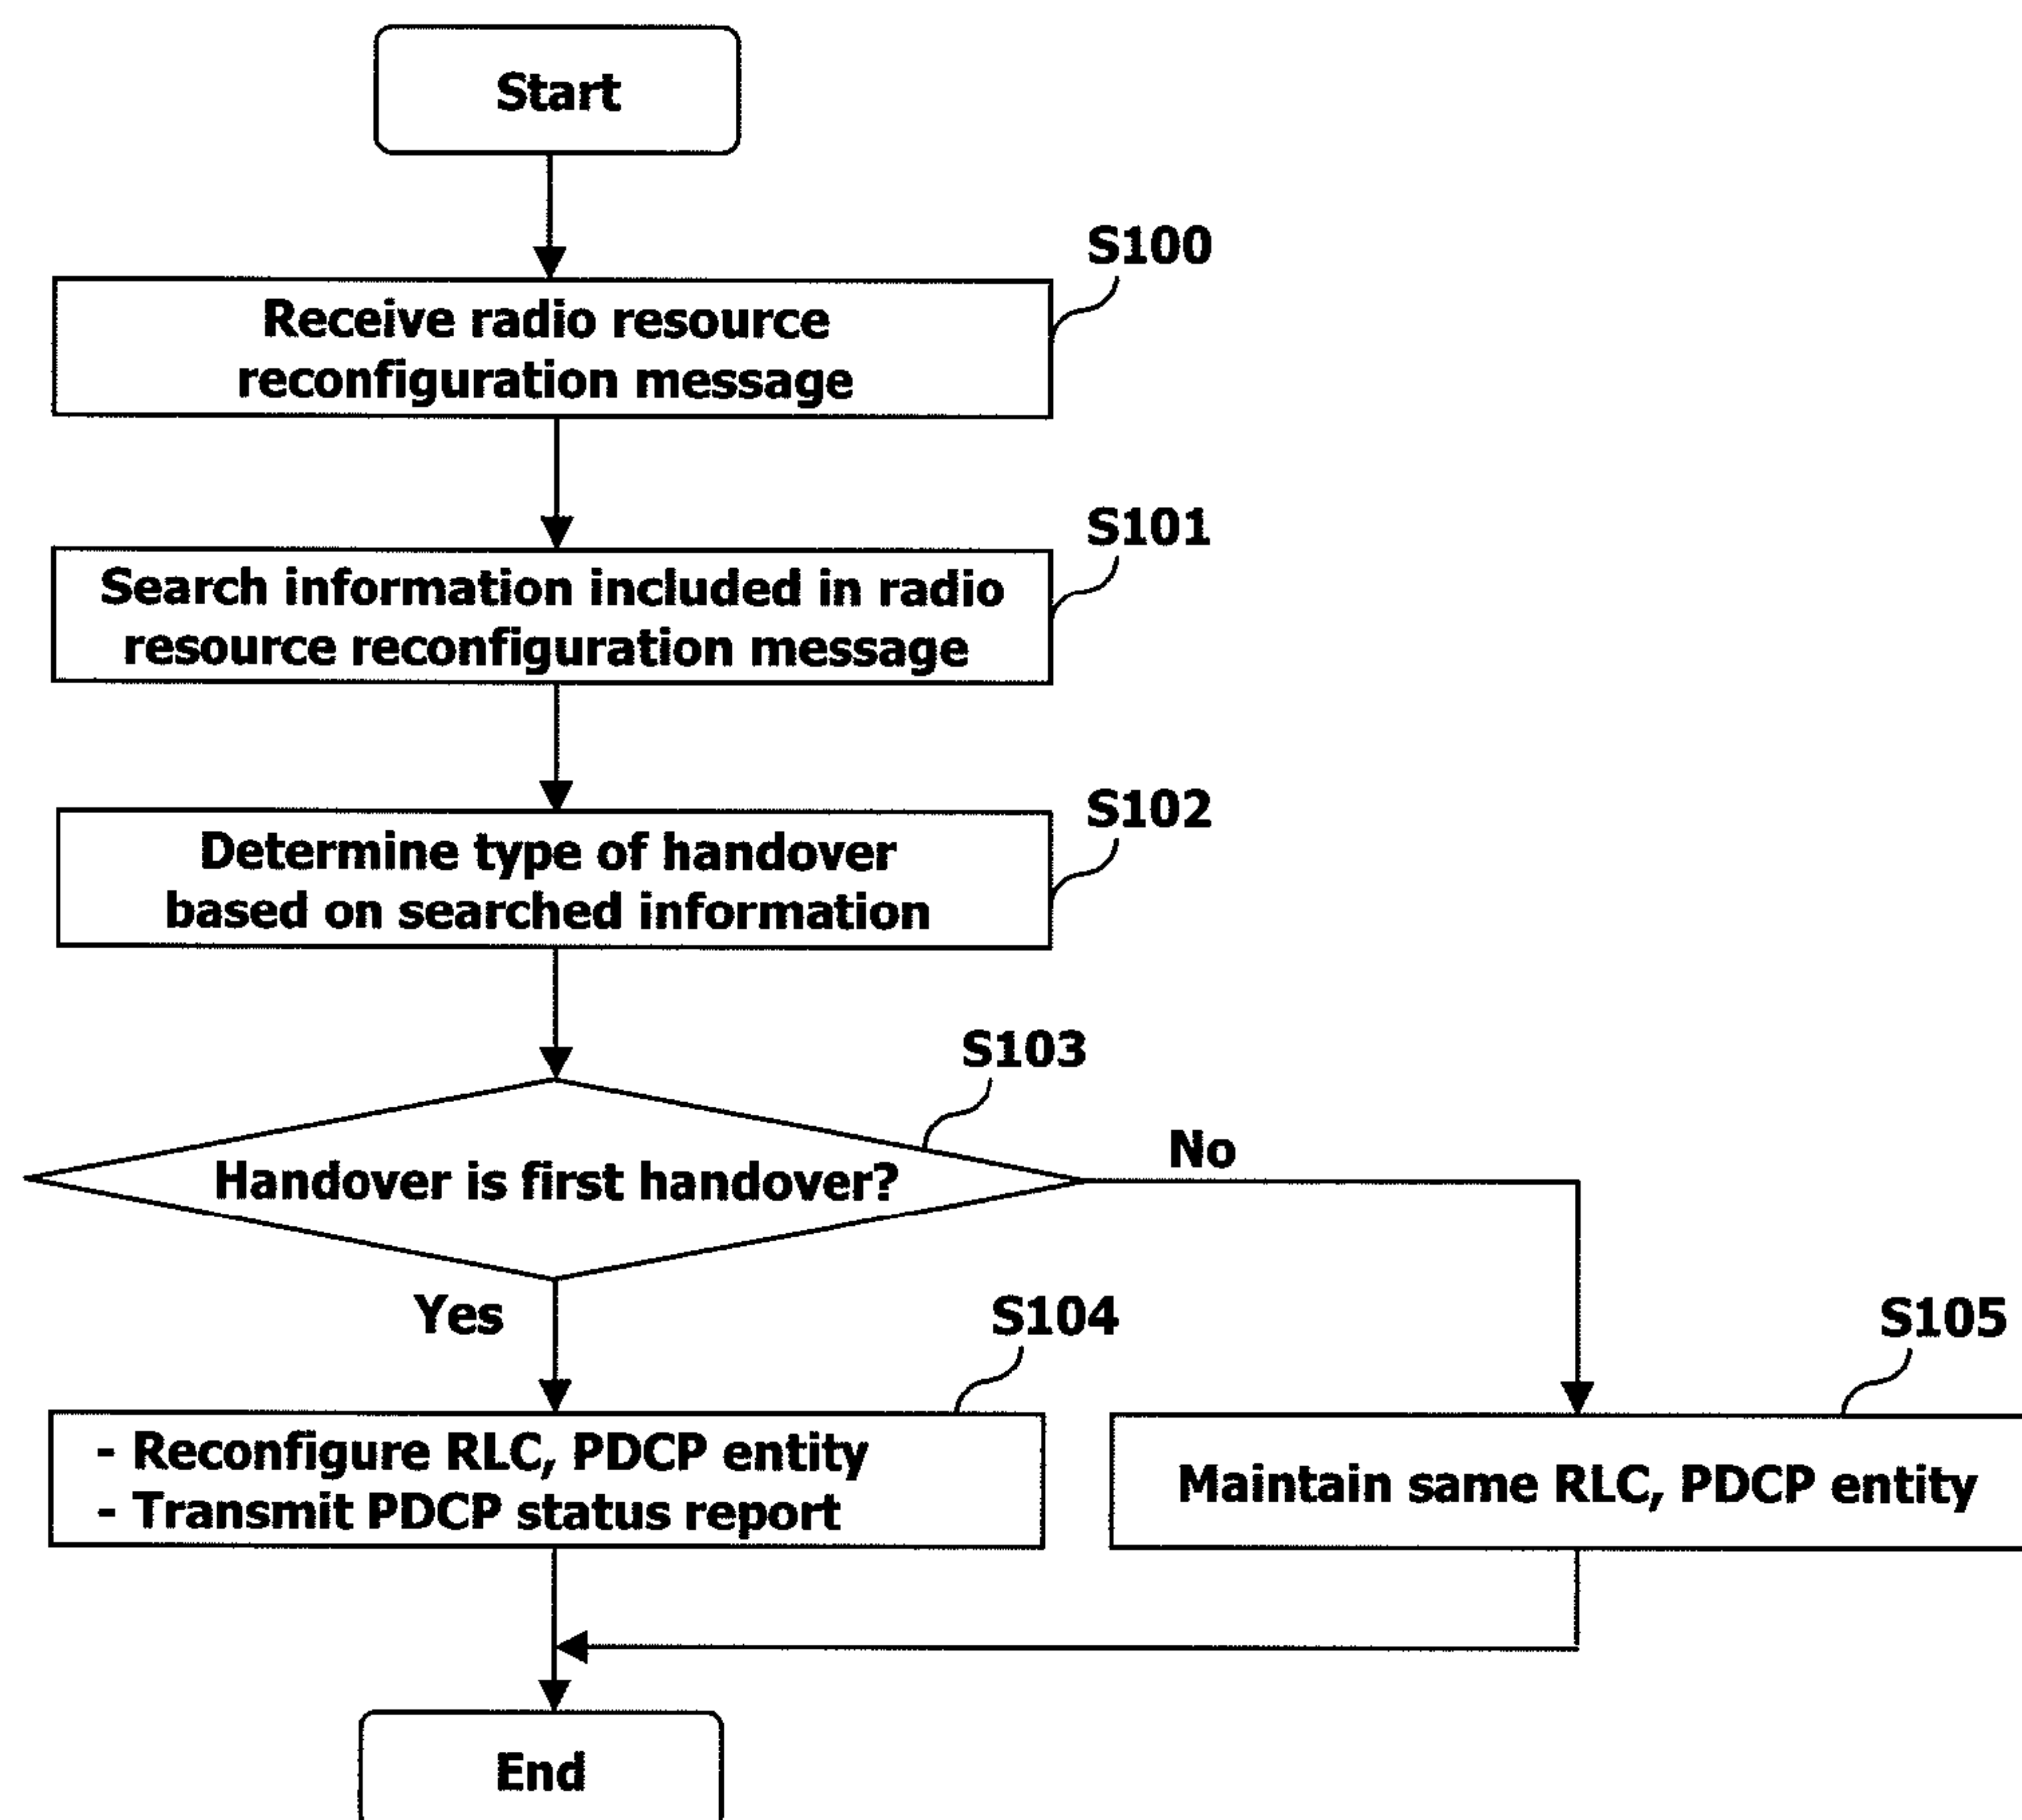 Start
S100
Receive radio resource
reconfiguration message
S101
Search information included in radio
resource reconfiguration message
S102
Determine type of handover
based on searched information
S103
Handover is first handover?
No
Yes
S104
- Reconfigure RLC, PDCP entity
- Transmit PDCP status report
S105
Maintain same RLC, PDCP entity
End